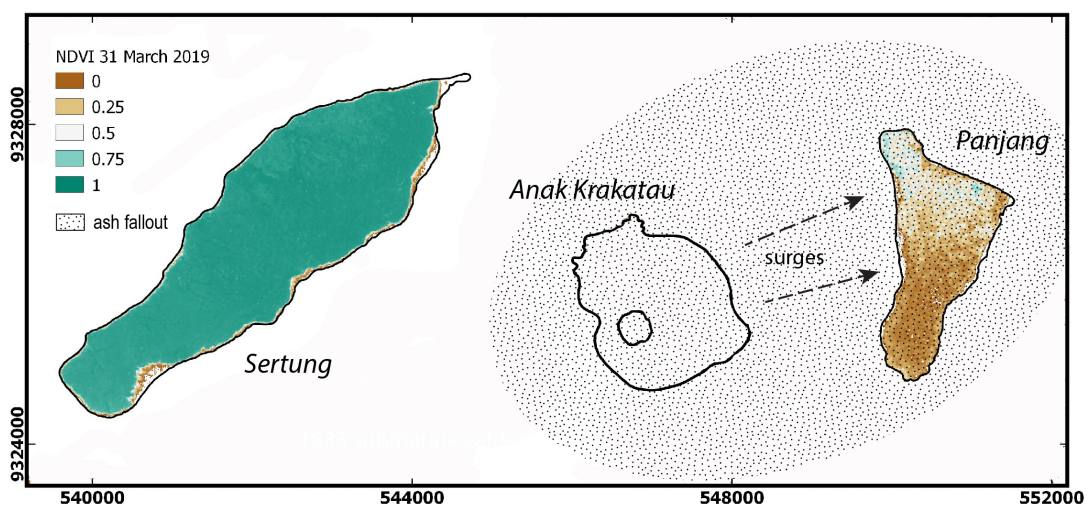 NDVI 31 March 2019
0
0.25
0.5
0.75
1
ash fallout
Panjang
Anak Krakatau
surges
Sertung
9328000
9324000
540000
544000
548000
552000